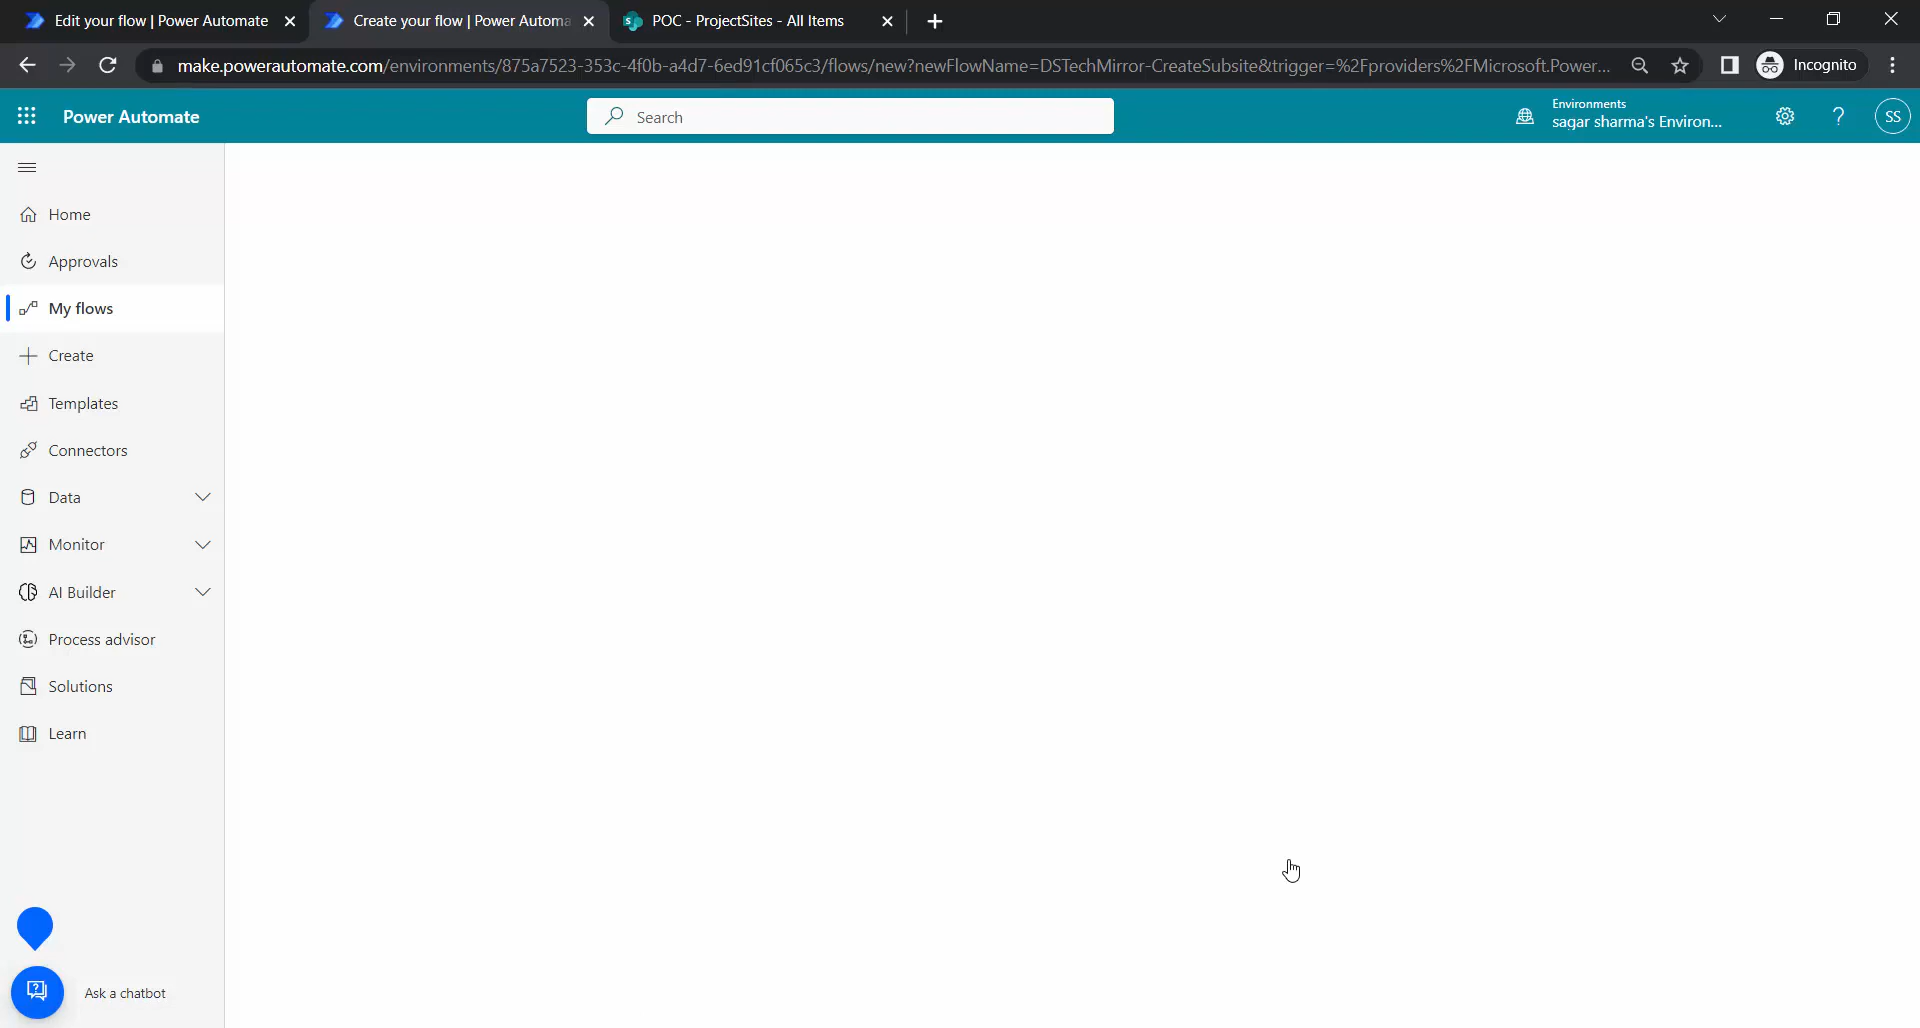 Edit your flow | Power Automate
Create your flow | Power Automa
POC - ProjectSites - All Items
make.powerautomate.com/environments/875a7523-353c-4f0b-a4d7-6ed91cf065c3/flows/new?newFlowName=DSTechMirror-CreateSubsite&trigger=%2Fproviders%2FMicrosoft.Power...
Incognito
Power Automate
Search
Environments
sagar sharma's Environ...
?
SS
Home
Approvals
My flows
Create
Templates
Connectors
Data
Monitor
AI Builder
Process advisor
Solutions
Learn
Ask a chatbot